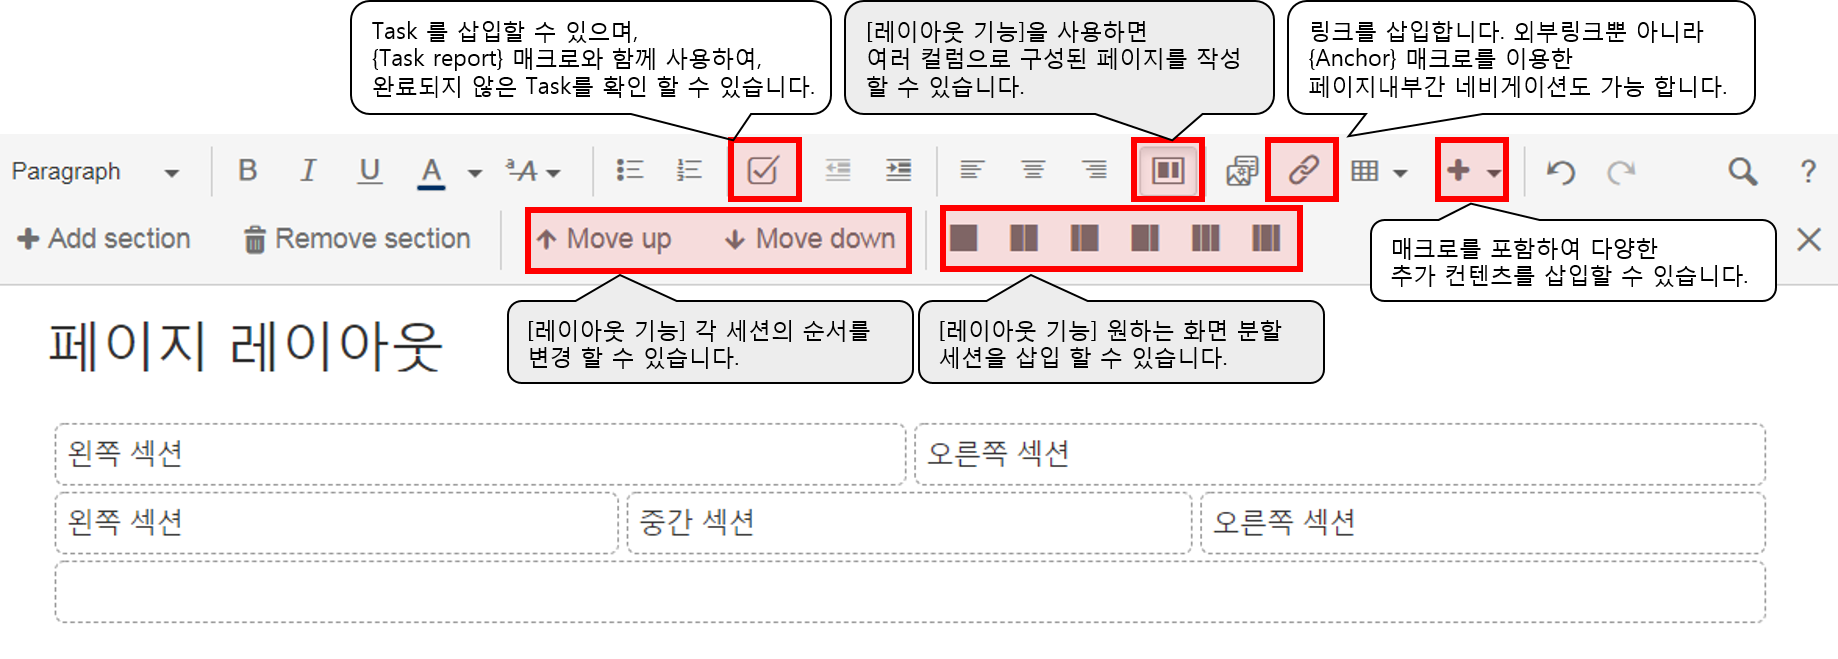 Task 를 삽입할 수 있으며,
{Task report} 매크로와 함께 사용하여,
완료되지 않은 Task를 확인 할 수 있습니다.
[레이아웃 기능]을 사용하면
여러 컬럼으로 구성된 페이지를 작성
할 수 있습니다.
링크를 삽입합니다. 외부링크뿐 아니라
{Anchor} 매크로를 이용한
페이지내부간 네비게이션도 가능 합니다.
Paragraph B I U A ªA ?
Add section Remove section Move up Move down
매크로를 포함하여 다양한
추가 컨텐츠를 삽입할 수 있습니다.
[레이아웃 기능] 각 세션의 순서를
변경 할 수 있습니다.
[레이아웃 기능] 원하는 화면 분할
세션을 삽입 할 수 있습니다.
페이지 레이아웃
왼쪽 섹션 오른쪽 섹션
왼쪽 섹션 중간 섹션 오른쪽 섹션